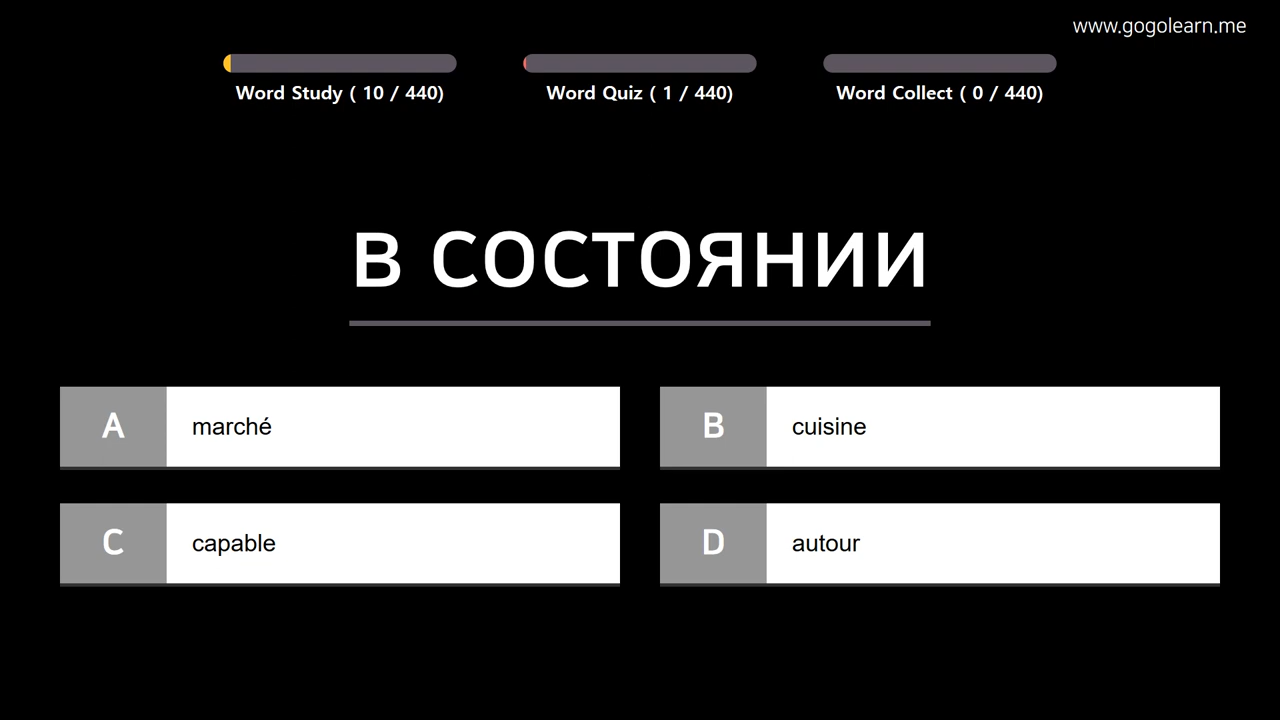 www.gogolearn.me
Word Study ( 10 / 440)
Word Quiz ( 1 / 440)
Word Collect ( 0 / 440)
в состоянии
A marché
B cuisine
C capable
D autour